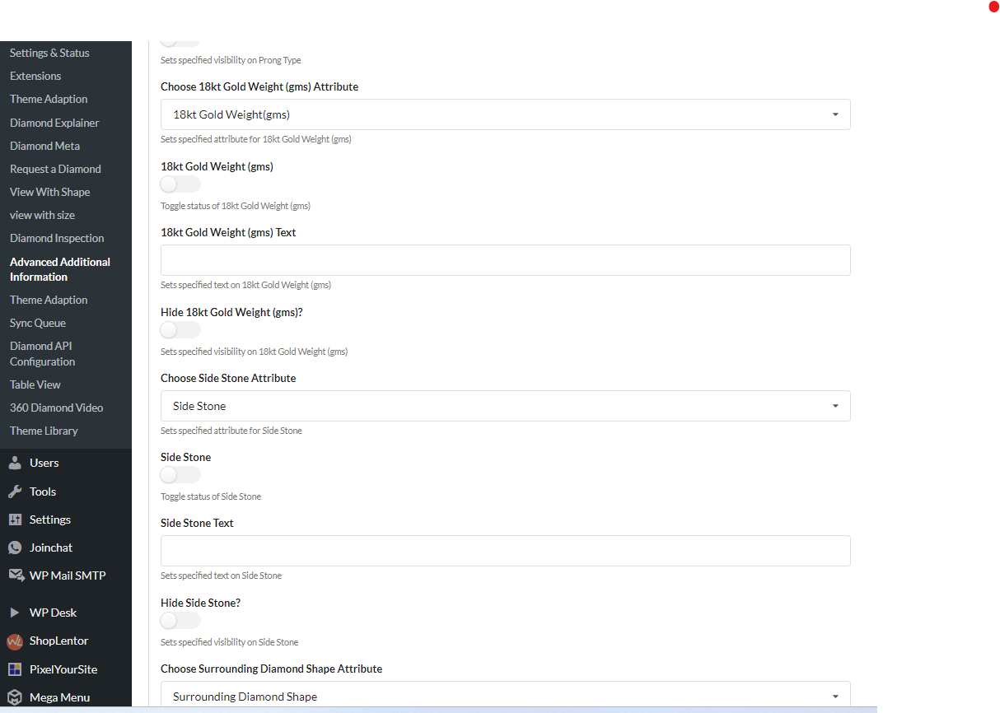 Settings & Status
Extensions
Theme Adaption
Diamond Explainer
Diamond Meta
Request a Diamond
View With Shape
view with size
Diamond Inspection
Advanced Additional
Information
Theme Adaption
Sync Queue
Diamond API
Configuration
Table View
360 Diamond Video
Theme Library
Users
Tools
Settings
Joinchat
WP Mail SMTP
WP Desk
ShopLentor
PixelYourSite
Mega Menu
Sets specified visibility on Prong Type
Choose 18kt Gold Weight (gms) Attribute
18kt Gold Weight(gms)
Sets specified attribute for 18kt Gold Weight (gms)
18kt Gold Weight (gms)
Toggle status of 18kt Gold Weight (gms)
18kt Gold Weight (gms) Text
Sets specified text on 18kt Gold Weight (gms)
Hide 18kt Gold Weight (gms)?
Sets specified visibility on 18kt Gold Weight (gms)
Choose Side Stone Attribute
Side Stone
Sets specified attribute for Side Stone
Side Stone
Toggle status of Side Stone
Side Stone Text
Sets specified text on Side Stone
Hide Side Stone?
Sets specified visibility on Side Stone
Choose Surrounding Diamond Shape Attribute
Surrounding Diamond Shape